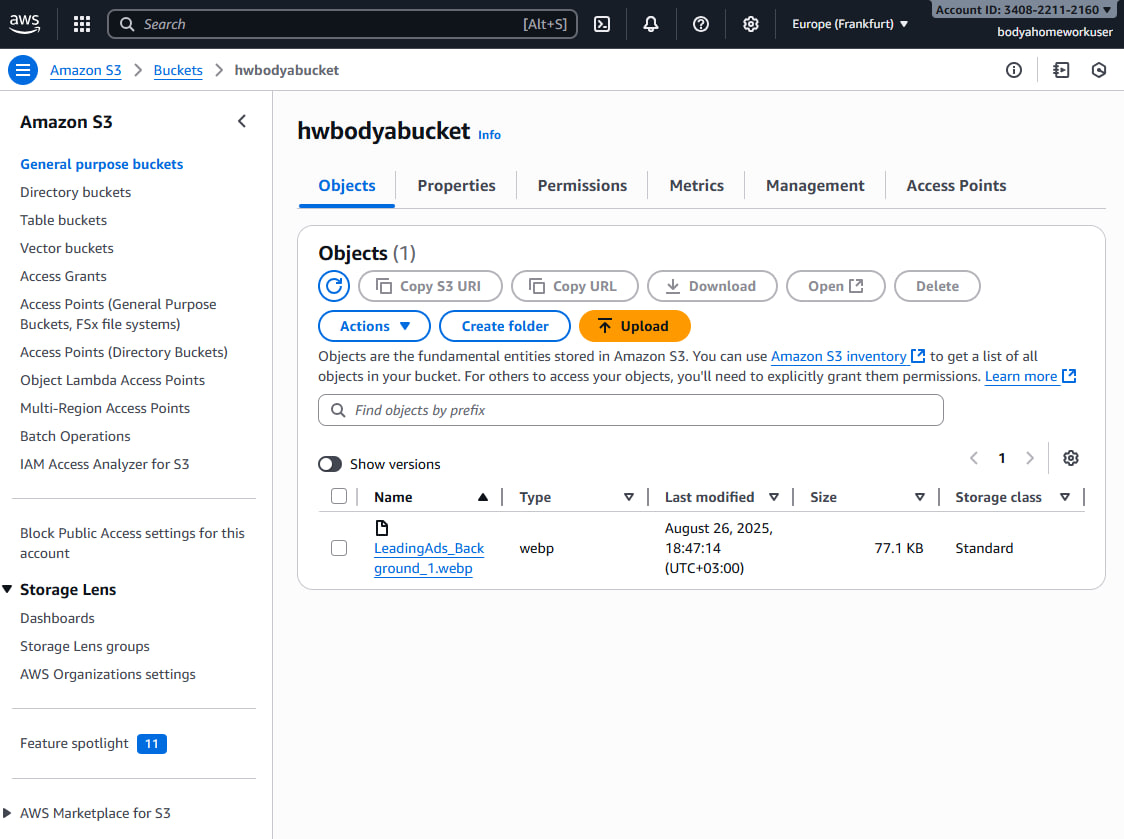 aws
Search [Alt+S]
Europe (Frankfurt)
Account ID: 3408-2211-2160
bodyahomeworkuser
Amazon S3 > Buckets > hwbodyabucket
Amazon S3
General purpose buckets
Directory buckets
Table buckets
Vector buckets
Access Grants
Access Points (General Purpose
Buckets, FSx file systems)
Access Points (Directory Buckets)
Object Lambda Access Points
Multi-Region Access Points
Batch Operations
IAM Access Analyzer for S3
Block Public Access settings for this
account
Storage Lens
Dashboards
Storage Lens groups
AWS Organizations settings
Feature spotlight 11
AWS Marketplace for S3
hwbodyabucket Info
Objects Properties Permissions Metrics Management Access Points
Objects (1)
Copy S3 URI Copy URL Download Open Delete
Actions Create folder Upload
Objects are the fundamental entities stored in Amazon S3. You can use Amazon S3 inventory to get a list of all
objects in your bucket. For others to access your objects, you'll need to explicitly grant them permissions. Learn more
Find objects by prefix
Show versions
1
Name Type Last modified Size Storage class
LeadingAds_Back
ground_1.webp
webp
August 26, 2025,
18:47:14
(UTC+03:00)
77.1 KB
Standard